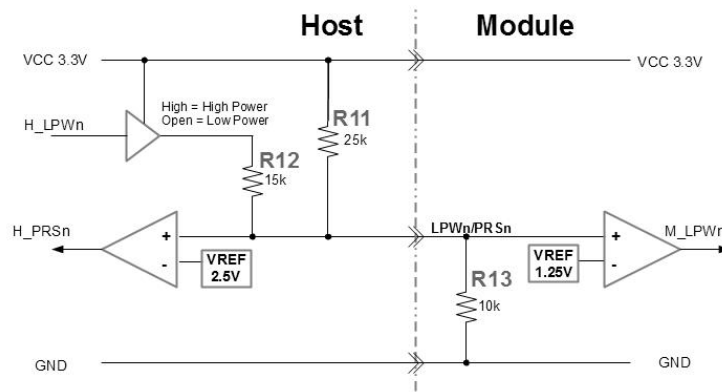 Host Module
VCC 3.3V VCC 3.3V
High = High Power
Open = Low Power
H_LPWn
R11
25k
R12
15k
H_PRSn
+
-
VREF
2.5V
LPWn/PRSn
VREF
1.25V
+
-
M_LPWn
R13
10k
GND GND